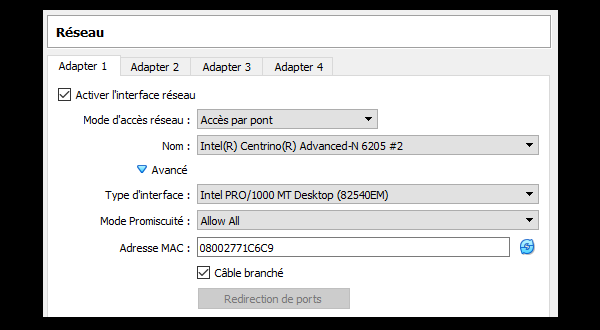 Réseau
Adapter 1 Adapter 2 Adapter 3 Adapter 4
Activer l'interface réseau
Mode d'accès réseau : Accès par pont
Nom : Intel(R) Centrino(R) Advanced-N 6205 #2
Avancé
Type d'interface : Intel PRO/1000 MT Desktop (82540EM)
Mode Promiscuité : Allow All
Adresse MAC : 08002771C6C9
Câble branché
Redirection de ports